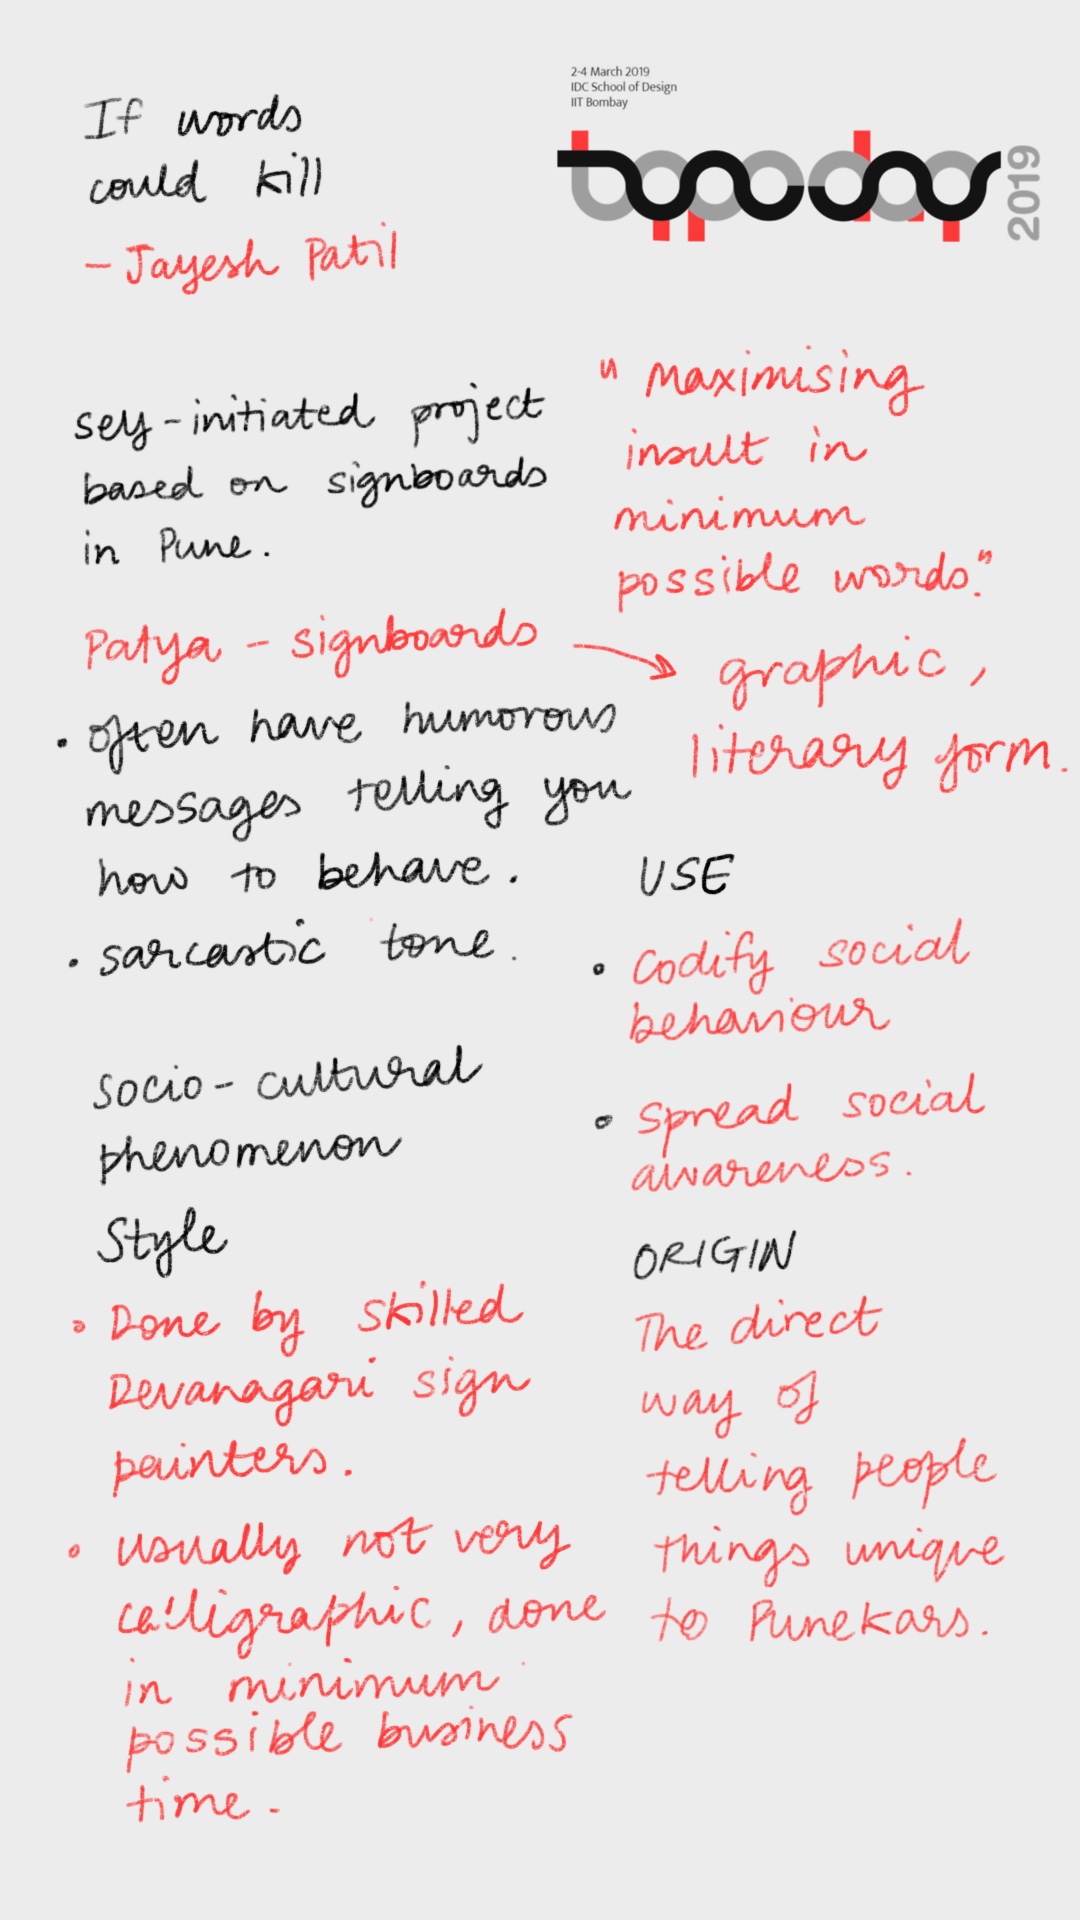 2-4 March 2019
IDC School of Design
IIT Bombay
typoday
2019
If words
could kill
- Jayesh Patil
self-initiated project
based on signboards
in Pune.
Patya - signboards
• often have humorous
messages telling you
how to behave.
• sarcastic tone.
socio-cultural
phenomenon
Style
• Done by skilled
Devanagari sign
painters.
• usually not very
calligraphic, done
in minimum
possible business
time.
"Maximising
insult in
minimum
possible words."
graphic,
literary form.
USE
• Codify social
behaviour
• Spread social
awareness.
ORIGIN
The direct
way of
telling people
things unique
to Punekars.